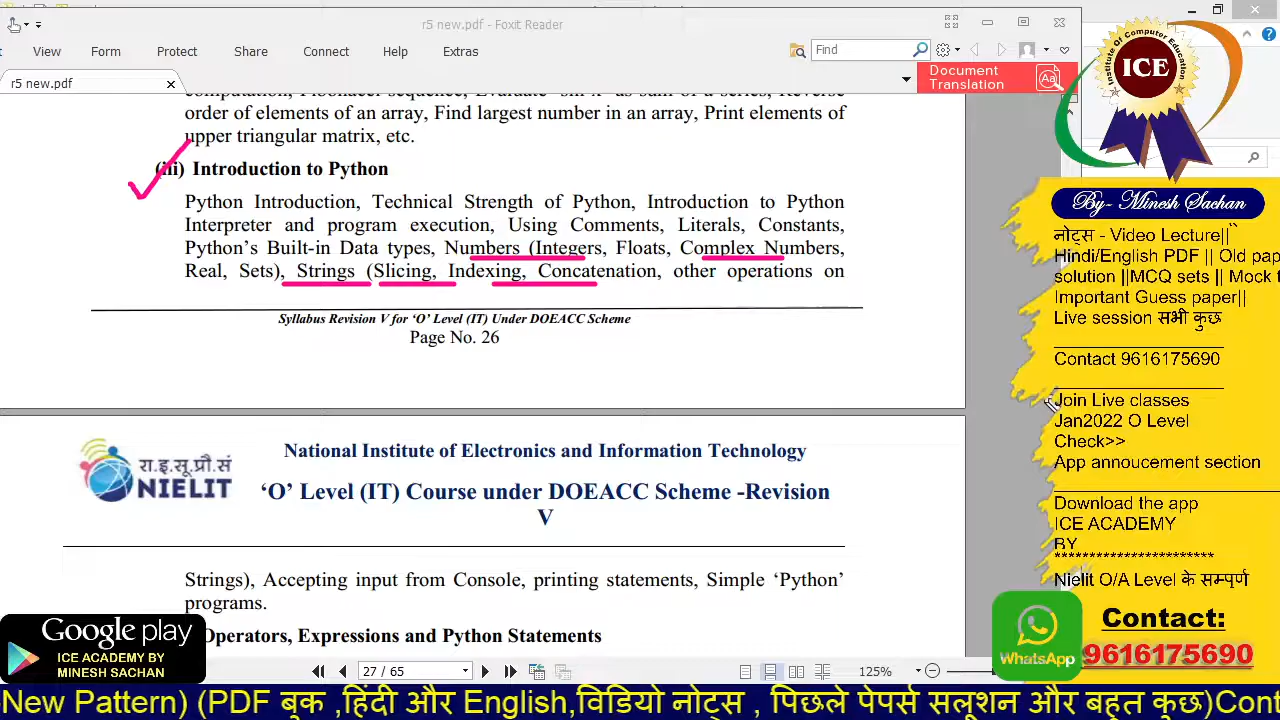 r5 new.pdf - Foxit Reader
View Form Protect Share Connect Help Extras
Find
r5 new.pdf
Document
Translation
order of elements of an array, Find largest number in an array, Print elements of
upper triangular matrix, etc.
(iii) Introduction to Python
Python Introduction, Technical Strength of Python, Introduction to Python
Interpreter and program execution, Using Comments, Literals, Constants,
Python's Built-in Data types, Numbers (Integers, Floats, Complex Numbers,
Real, Sets), Strings (Slicing, Indexing, Concatenation, other operations on
Syllabus Revision V for 'O' Level (IT) Under DOEACC Scheme
Page No. 26
रा.इ.सू.प्रौ.सं
NIELIT
National Institute of Electronics and Information Technology
'O' Level (IT) Course under DOEACC Scheme -Revision
V
Strings), Accepting input from Console, printing statements, Simple 'Python'
programs.
Operators, Expressions and Python Statements
27 / 65
125%
Institute Of Computer Education
ICE
By- Minesh Sachan
नोट्स - Video Lecture||
Hindi/English PDF || Old pap
solution ||MCQ sets || Mock t
Important Guess paper||
Live session सभी कुछ
Contact 9616175690
Join Live classes
Jan2022 O Level
Check>>
App annoucement section
Download the app
ICE ACADEMY
BY
***********************
Nielit O/A Level के सम्पर्ण
WhatsApp
Contact:
9616175690
Google play
ICE ACADEMY BY
MINESH SACHAN
-New Pattern) (PDF बुक ,हिंदी और English,विडियो नोट्स , पिछले पेपर्स सलूशन और बहुत कुछ)Cont